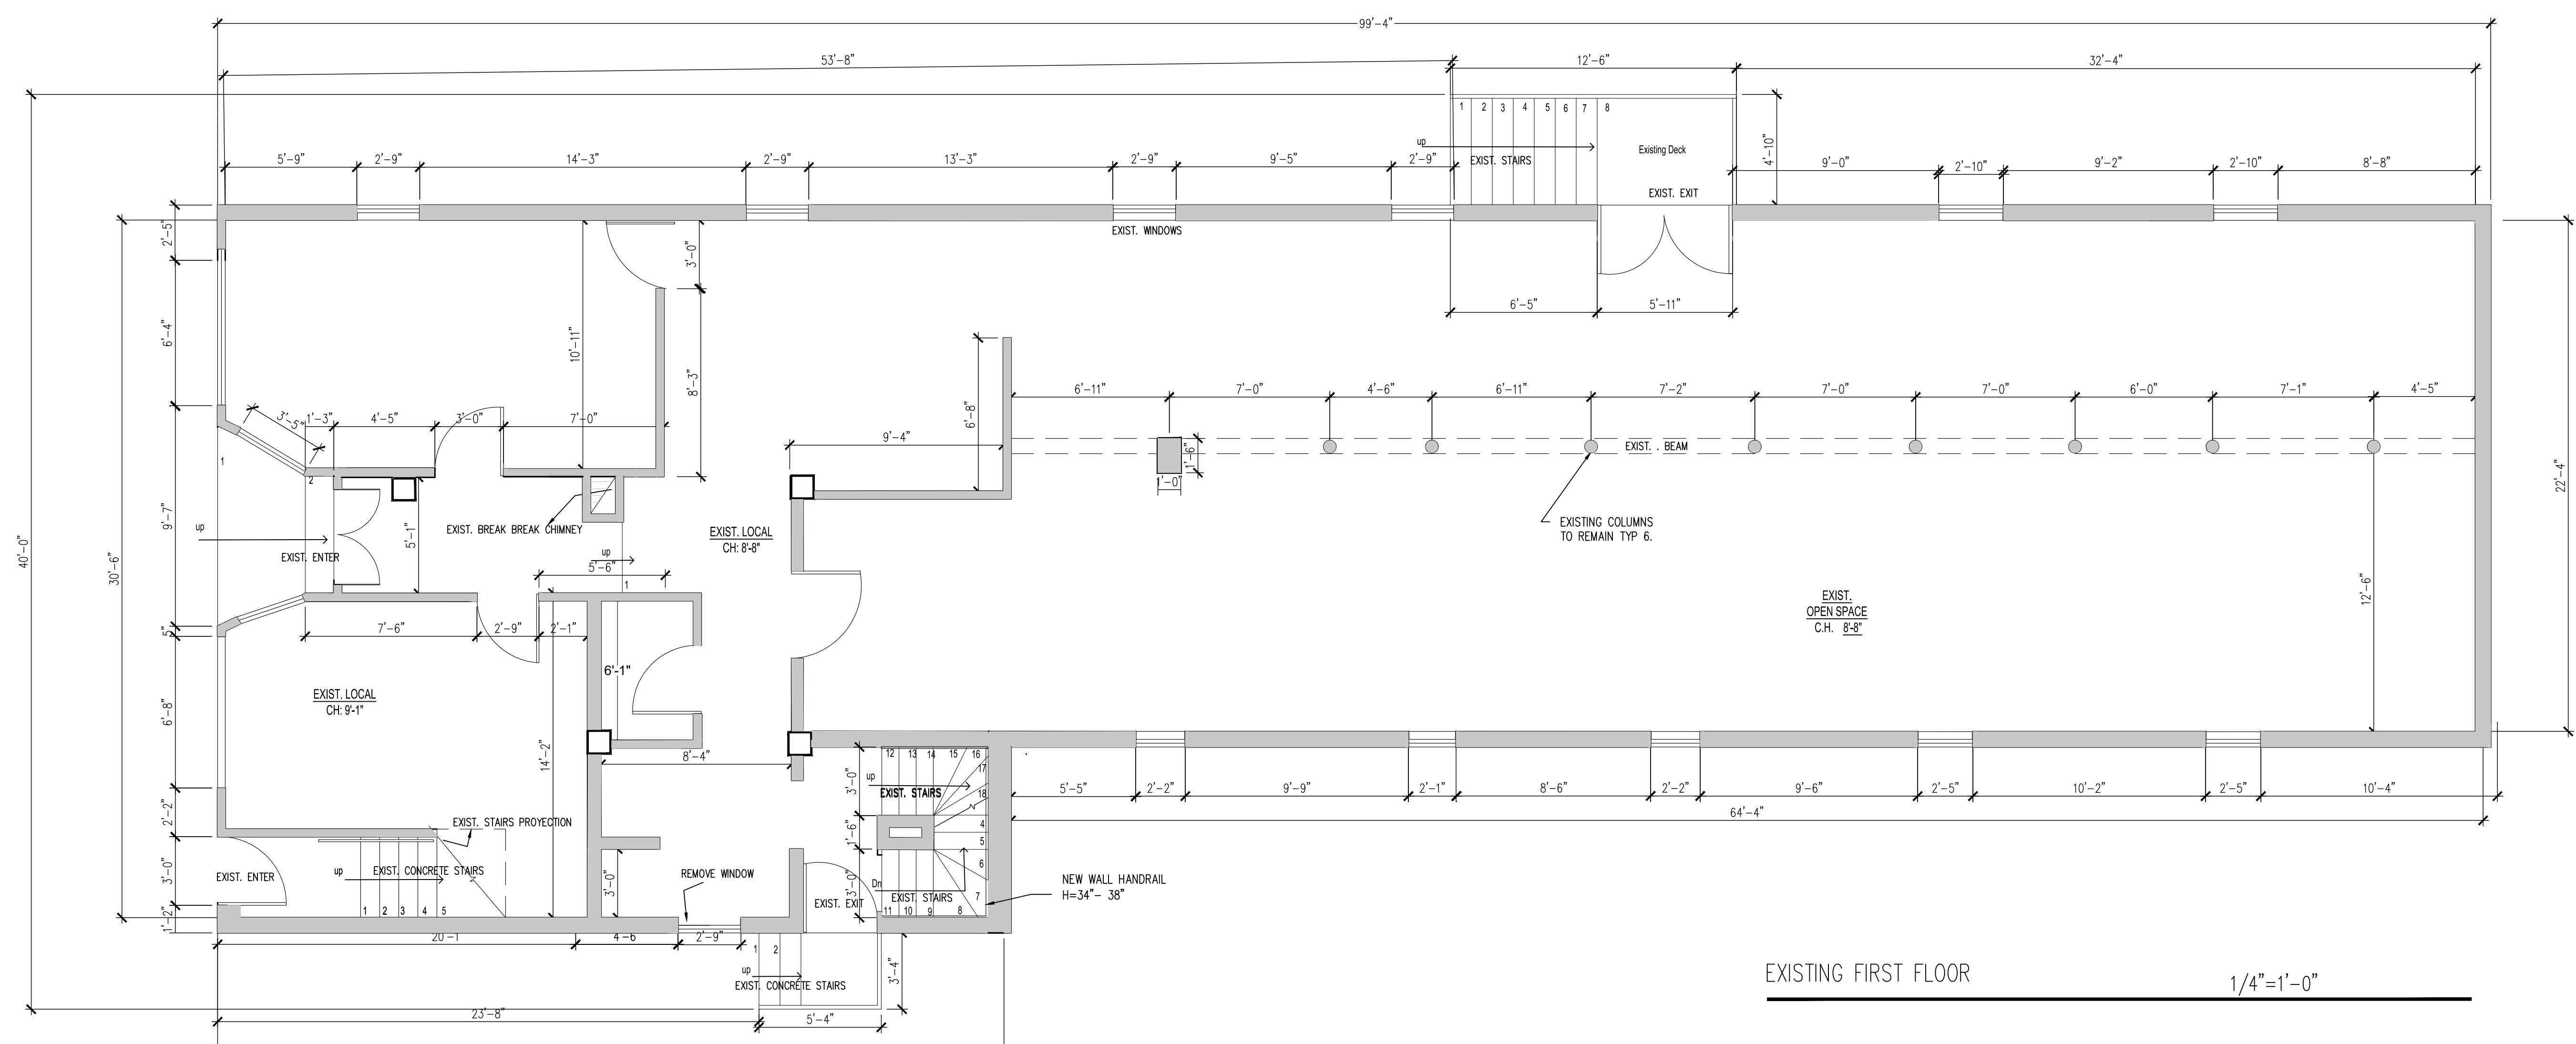 99'-4"
53'-8"
12'-6"
32'-4"
1 2 3 4 5 6 7 8
up
EXIST. STAIRS
Existing Deck
EXIST. EXIT
4'-10"
5'-9"
2'-9"
14'-3"
2'-9"
13'-3"
2'-9"
9'-5"
2'-9"
9'-0"
2'-10"
9'-2"
2'-10"
8'-8"
EXIST. WINDOWS
2'-5"
3'-0"
6'-5"
5'-11"
6'-4"
10'-11"
8'-3"
6'-8"
40'-0"
30'-6"
22'-4"
3'-5"
1'-3"
4'-5"
3'-0"
7'-0"
6'-11"
7'-0"
4'-6"
6'-11"
7'-2"
7'-0"
7'-0"
6'-0"
7'-1"
4'-5"
9'-4"
EXIST. . BEAM
1'-6"
1'-0"
1
2
9'-7"
up
EXIST. ENTER
5'-1"
EXIST. BREAK BREAK CHIMNEY
EXIST. LOCAL
CH: 8'-8"
EXISTING COLUMNS
TO REMAIN TYP 6.
up
5'-6"
1
EXIST.
OPEN SPACE
C.H. 8'-8"
12'-6"
5"
7'-6"
2'-9"
2'-1"
6'-1"
EXIST. LOCAL
CH: 9'-1"
6'-8"
14'-2"
8'-4"
12 13 14 15 16
17
18
up
EXIST. STAIRS
3'-0"
2
4
5
6
7
1'-6"
5'-5"
2'-2"
9'-9"
2'-1"
8'-6"
2'-2"
9'-6"
2'-5"
10'-2"
2'-5"
10'-4"
64'-4"
2'-2"
EXIST. STAIRS PROYECTION
3'-0"
EXIST. ENTER
up
EXIST. CONCRETE STAIRS
2
1 2 3 4 5
1'-2"
3'-0"
REMOVE WINDOW
3'-0"
Dn
EXIST. STAIRS
EXIST. EXIT
11 10 9 8
NEW WALL HANDRAIL
H=34"- 38"
20 -1
4 -6
2'-9"
1 2
up
EXIST. CONCRETE STAIRS
3'-4"
23'-8"
5'-4"
EXISTING FIRST FLOOR
1/4"=1'-0"